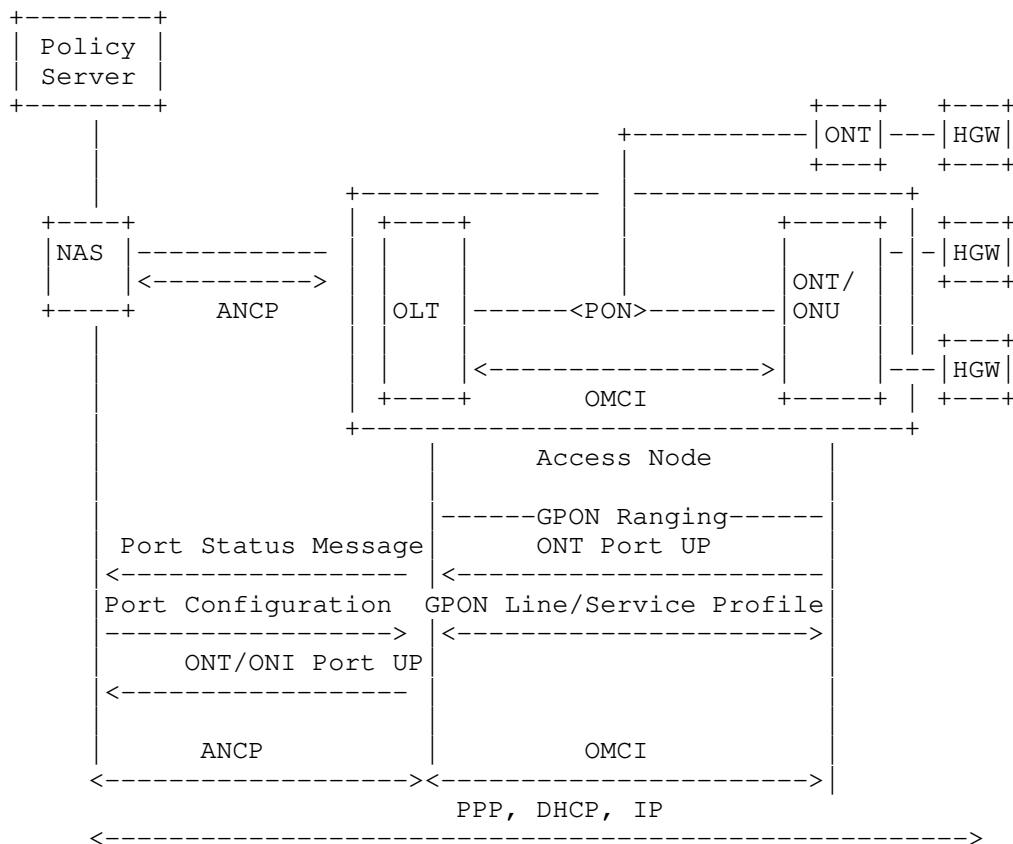 Policy
Server
ONT HGW
NAS HGW
ONT/
ANCP OLT <PON> ONU
HGW
OMCI
Access Node
GPON Ranging
Port Status Message ONT Port UP
Port Configuration GPON Line/Service Profile
ONT/ONI Port UP
ANCP OMCI
PPP, DHCP, IP